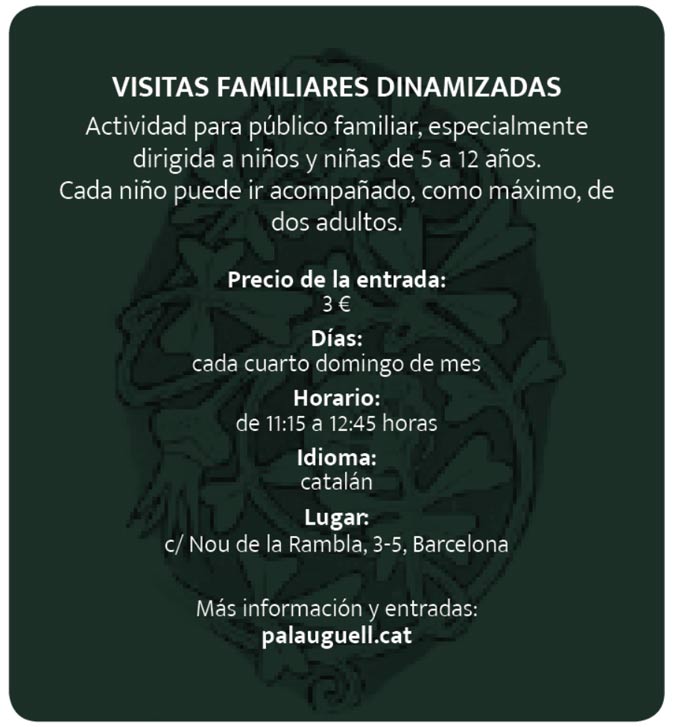 VISITAS FAMILIARES DINAMIZADAS
Actividad para público familiar, especialmente
dirigida a niños y niñas de 5 a 12 años.
Cada niño puede ir acompañado, como máximo, de
dos adultos.
Precio de la entrada:
3 €
Días:
cada cuarto domingo de mes
Horario:
de 11:15 a 12:45 horas
Idioma:
catalán
Lugar:
c/ Nou de la Rambla, 3-5, Barcelona
Más información y entradas:
palauguell.cat